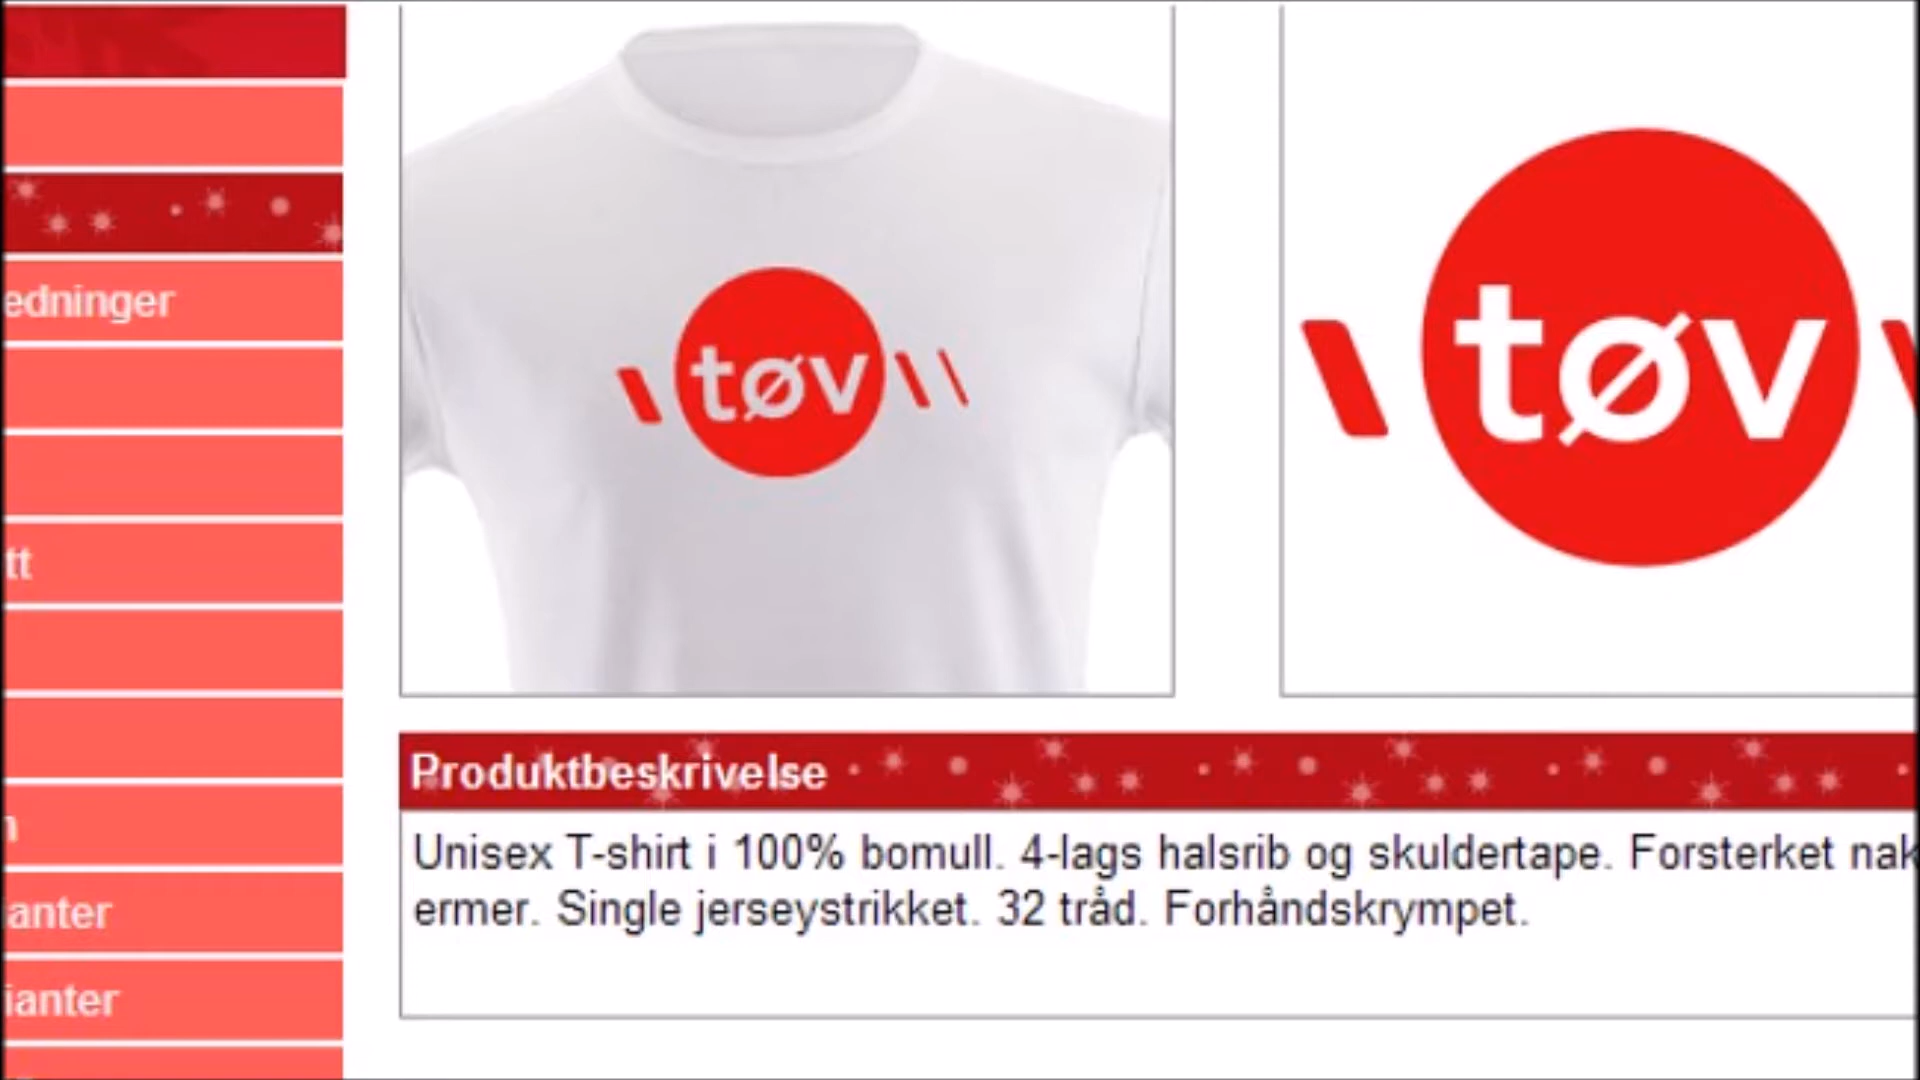 edninger
tt
anter
ianter
\ tøv \\
\ tøv
Produktbeskrivelse
Unisex T-shirt i 100% bomull. 4-lags halsrib og skuldertape. Forsterket nak
ermer. Single jerseystrikket. 32 tråd. Forhåndskrympet.